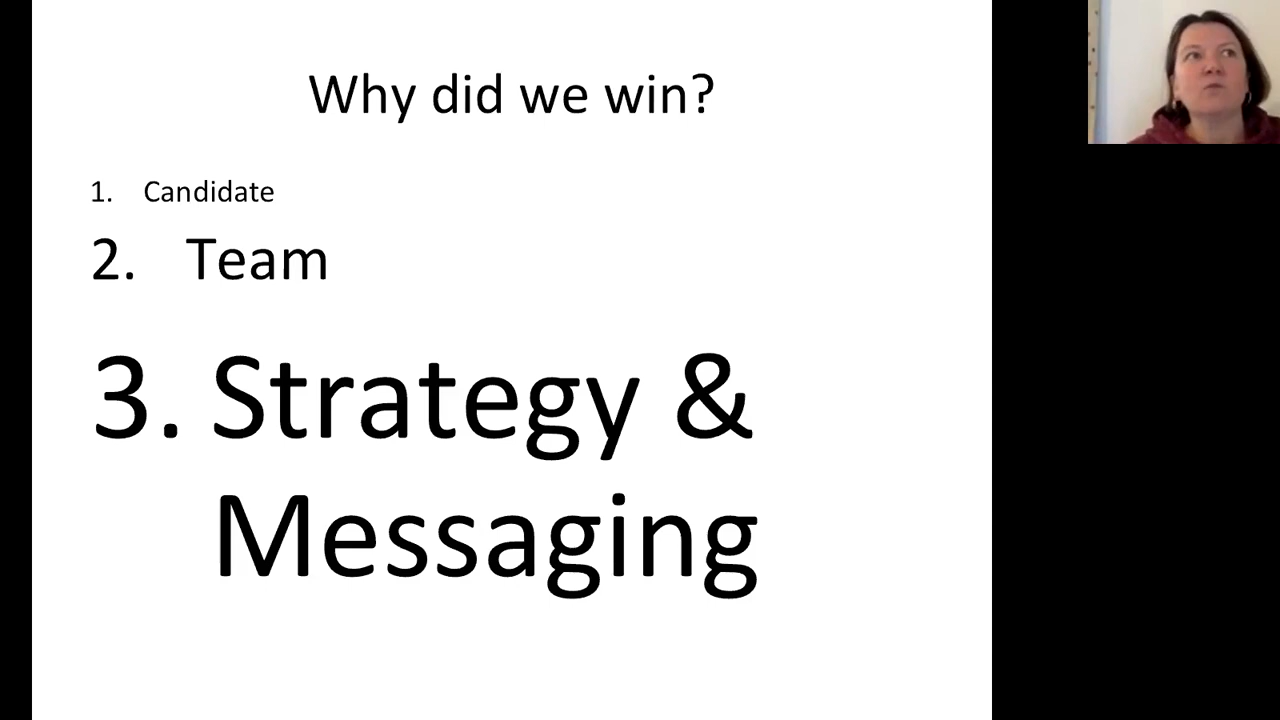 Why did we win?
1. Candidate
2. Team
3. Strategy &
Messaging